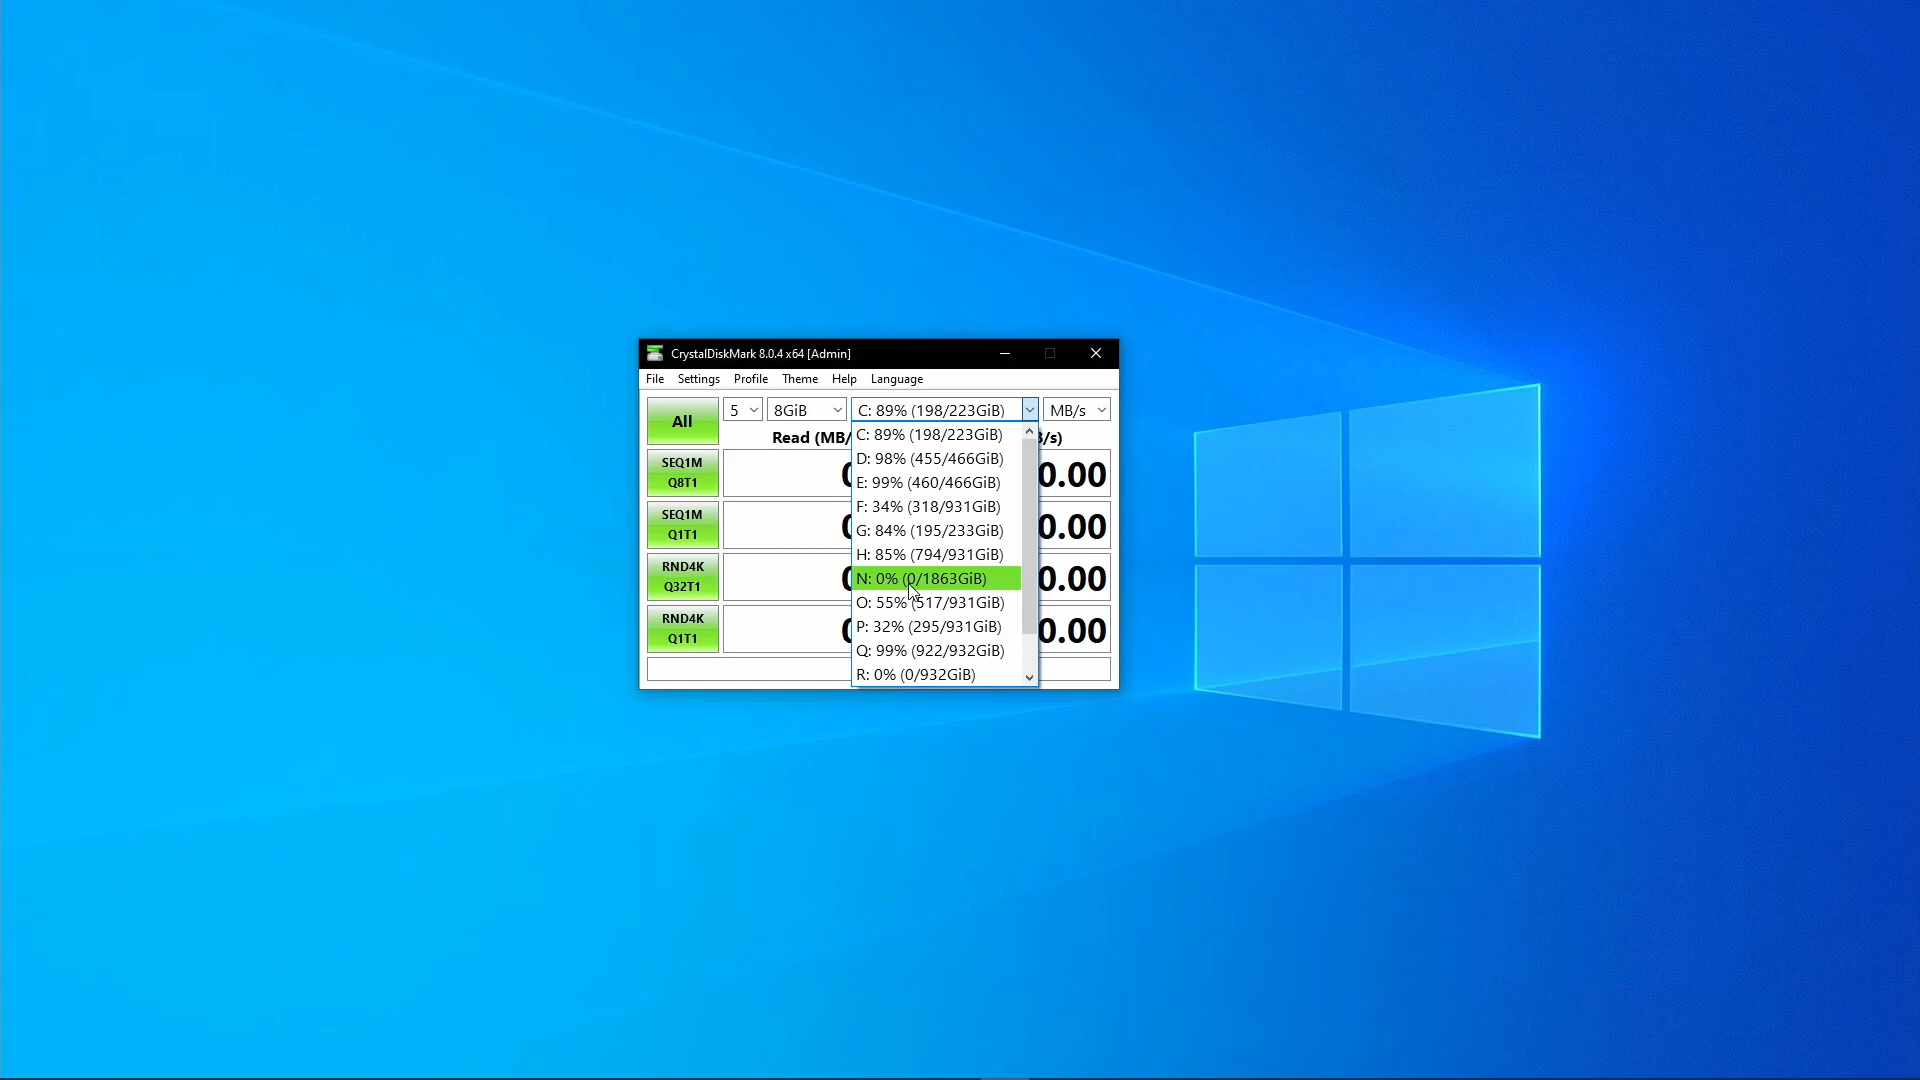 CrystalDiskMark 8.0.4 x64 [Admin]
File Settings Profile Theme Help Language
All 5 8GiB C: 89% (198/223GiB) MB/s
Read (MB/ B/s)
C: 89% (198/223GiB)
D: 98% (455/466GiB)
SEQ1M
Q8T1
0.00
E: 99% (460/466GiB)
F: 34% (318/931GiB)
SEQ1M
Q1T1
0.00
G: 84% (195/233GiB)
H: 85% (794/931GiB)
RND4K
Q32T1
0.00
N: 0% (0/1863GiB)
O: 55% (517/931GiB)
RND4K
Q1T1
0.00
P: 32% (295/931GiB)
Q: 99% (922/932GiB)
R: 0% (0/932GiB)